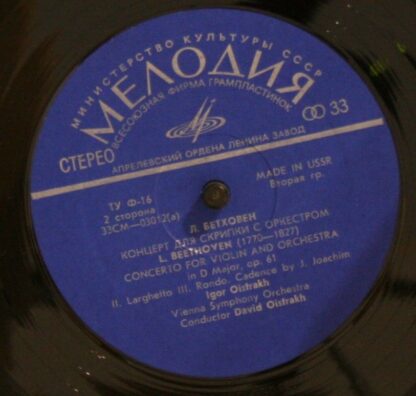 МИНИСТЕРСТВО КУЛЬТУРЫ СССР
МЕЛОДИЯ
ВСЕСОЮЗНАЯ ФИРМА ГРАМПЛАСТИНОК
СТЕРЕО
33
АПРЕЛЕВСКИЙ ОРДЕНА ЛЕНИНА ЗАВОД
ТУ Ф-16
2 сторона
33СМ—03012(а)
MADE IN USSR
Вторая гр.
Л. БЕТХОВЕН
КОНЦЕРТ ДЛЯ СКРИПКИ С ОРКЕСТРОМ
L. BEETHOVEN (1770—1827)
CONCERTO FOR VIOLIN AND ORCHESTRA
in D Major, op. 61
II. Larghetto III. Rondo. Cadence by J. Joachim
Igor Oistrakh
Vienna Symphony Orchestra
Conductor David Oistrakh